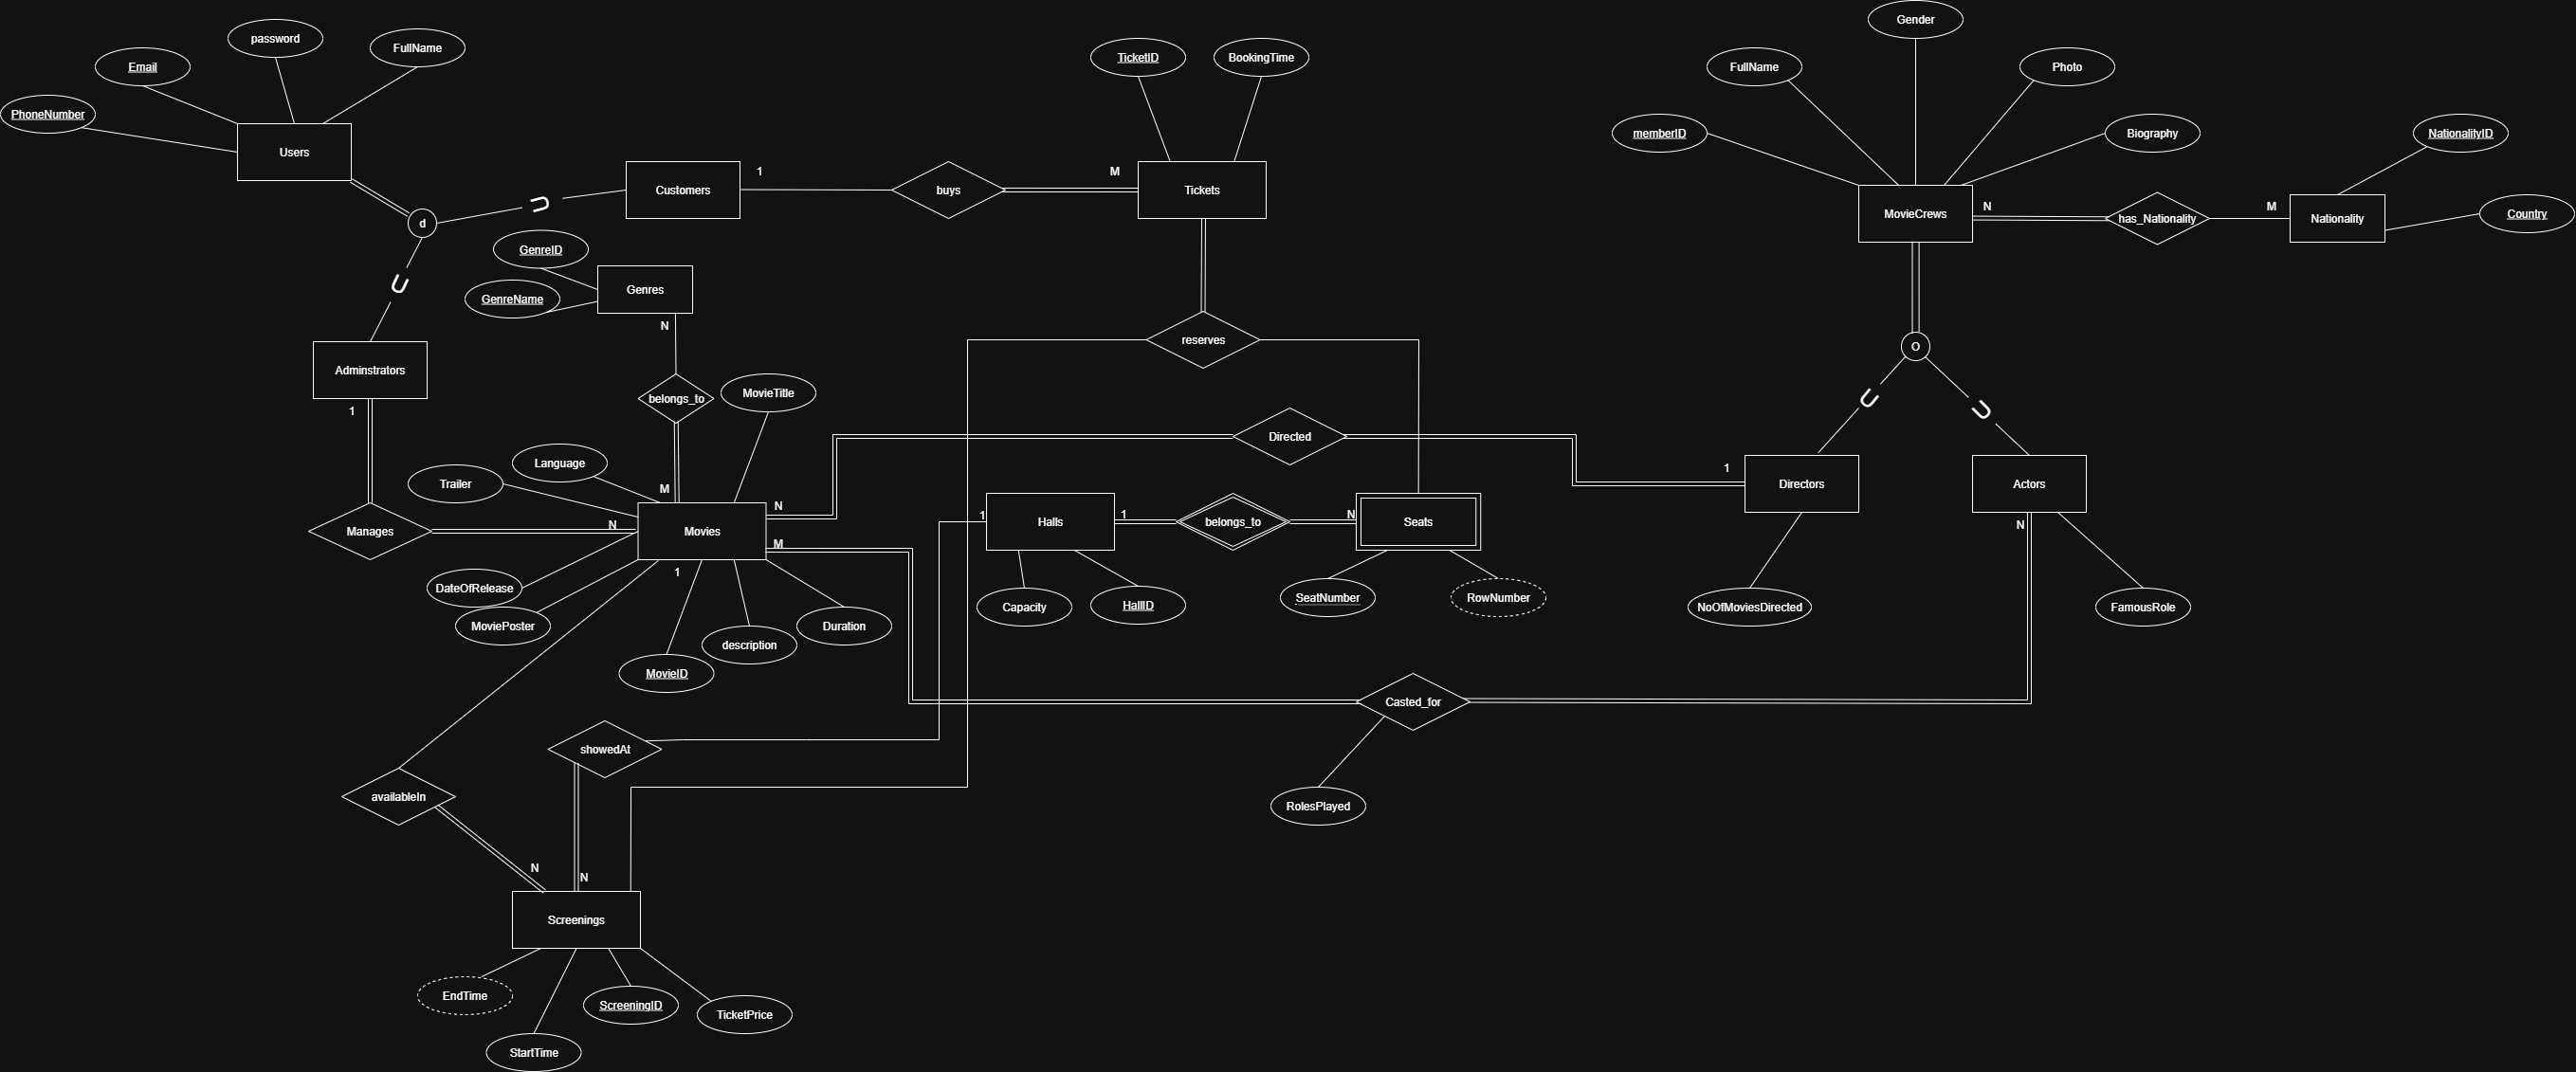 Gender
password
FullName
Email
PhoneNumber
Users
TicketID
BookingTime
FullName
Photo
memberID
Biography
NationalityID
Country
Customers
1
buys
M
Tickets
MovieCrews
N
has_Nationality
M
Nationality
U
d
U
GenreID
GenreName
Genres
N
Adminstrators
1
belongs_to
MovieTitle
reserves
O
U
U
Directed
Language
Trailer
M
N
1
Directors
Actors
N
Manages
N
Movies
M
1
1
Halls
1
belongs_to
N
Seats
DateOfRelease
MoviePoster
MovieID
description
Duration
Capacity
HallID
SeatNumber
RowNumber
NoOfMoviesDirected
FamousRole
showedAt
Casted_for
RolesPlayed
availableIn
N
N
Screenings
EndTime
StartTime
ScreeningID
TicketPrice